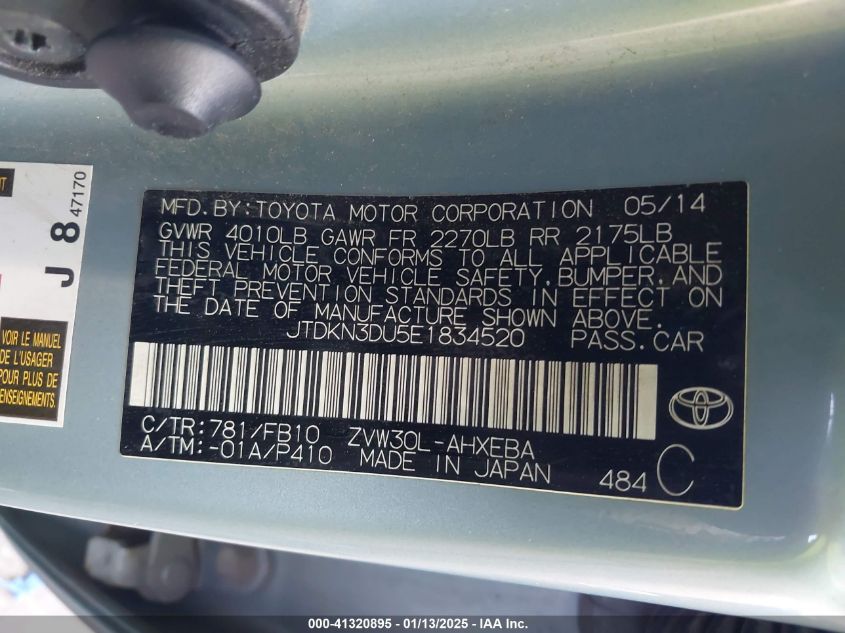 NT
J 8 47170
VOIR LE MANUEL
DE L'USAGER
POUR PLUS DE
RENSEIGNEMENTS.
MFD.BY:TOYOTA MOTOR CORPORATION 05/14
GVWR 4010LB GAWR FR 2270LB RR 2175LB
THIS VEHICLE CONFORMS TO ALL APPLICABLE
FEDERAL MOTOR VEHICLE SAFETY,BUMPER,AND
THEFT PREVENTION STANDARDS IN EFFECT ON
THE DATE OF MANUFACTURE SHOWN ABOVE.
JTDKN3DU5E1834520 PASS.CAR
C/TR:781/FB10 ZVW30L-AHXEBA
A/TM:-01A/P410 MADE IN JAPAN
484 C
000-41320895 - 01/13/2025 - IAA Inc.